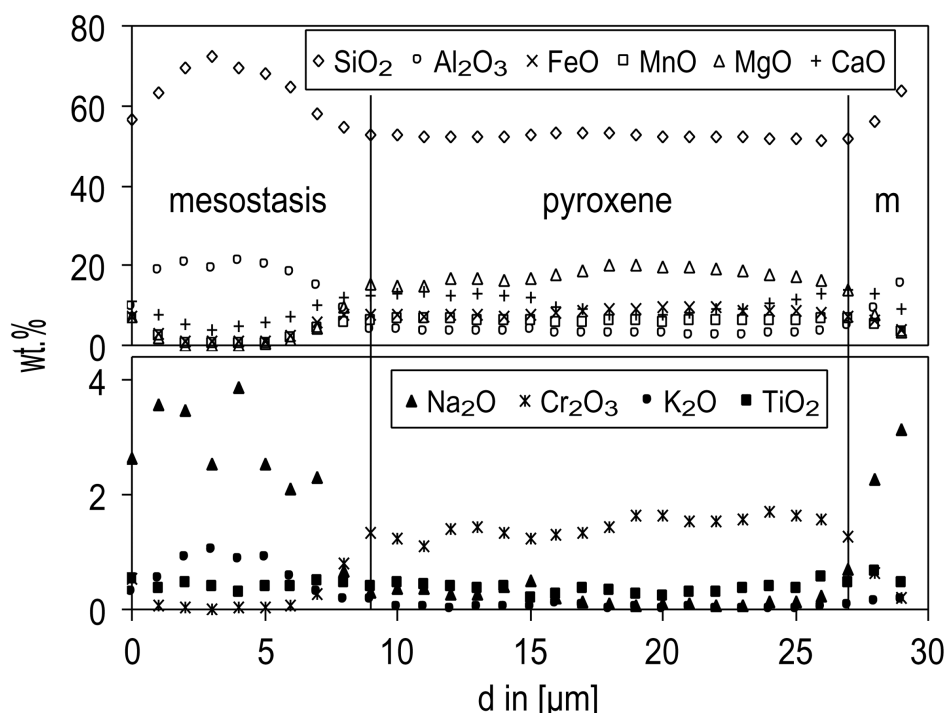 80
SiO₂ Al₂O₃ FeO MnO MgO CaO
60
40
mesostasis pyroxene m
20
0
wt.%
4
Na₂O Cr₂O₃ K₂O TiO₂
2
0
0 5 10 15 20 25 30
d in [μm]